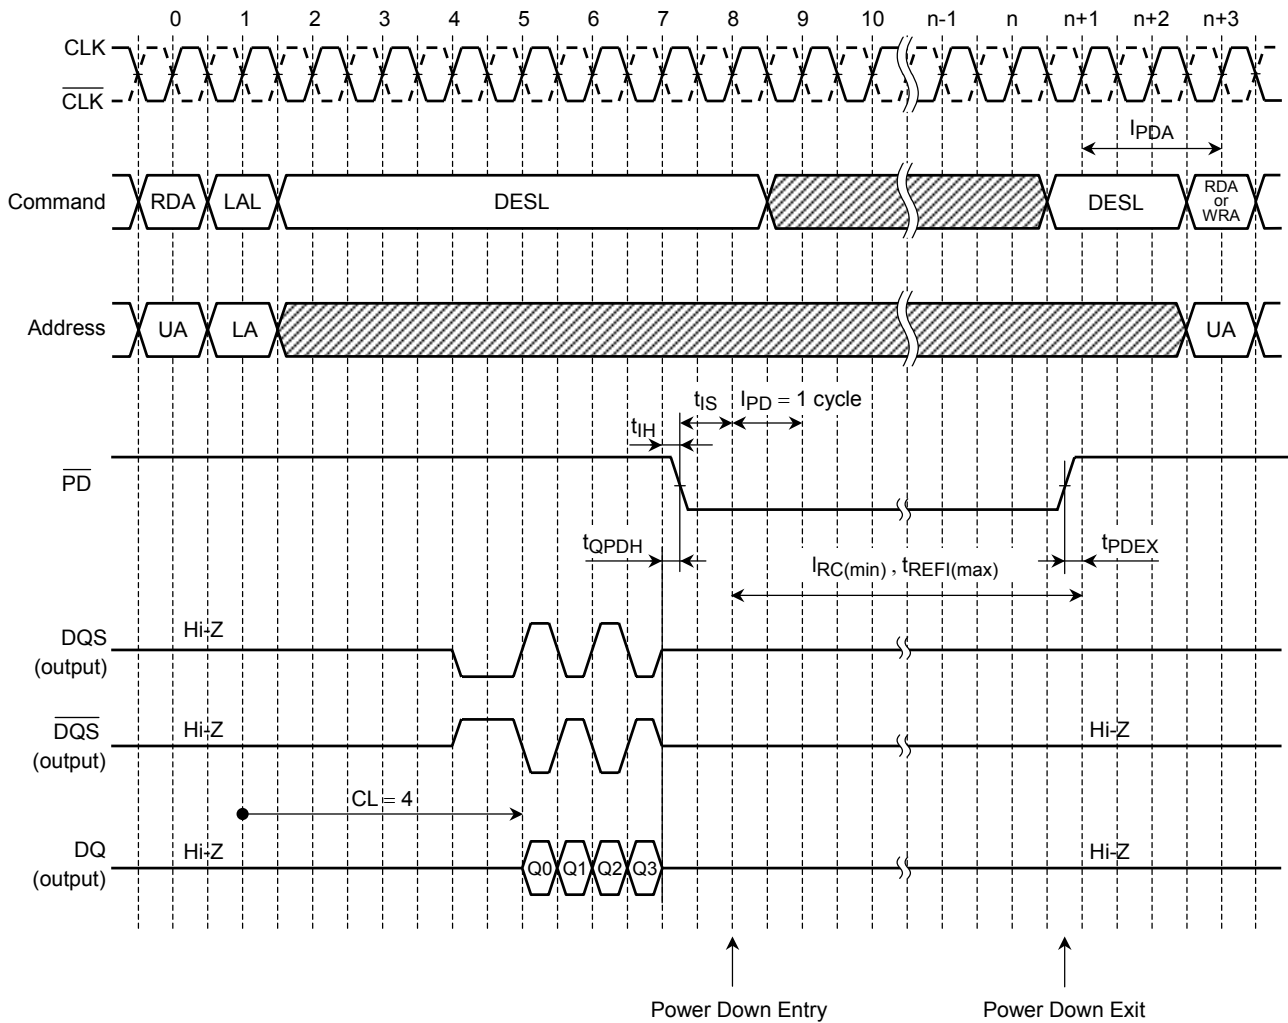 0 1 2 3 4 5 6 7 8 9 10 n-1 n n+1 n+2 n+3
CLK
CLK
IPDA
Command RDA LAL DESL DESL RDA or WRA
Address UA LA UA
tIS IPD = 1 cycle
tIH
PD
tQPDH tPDEX
IRC(min) , tREFI(max)
DQS Hi-Z
(output)
DQS Hi-Z Hi-Z
(output)
CL = 4
DQ Hi-Z Q0 Q1 Q2 Q3 Hi-Z
(output)
Power Down Entry Power Down Exit